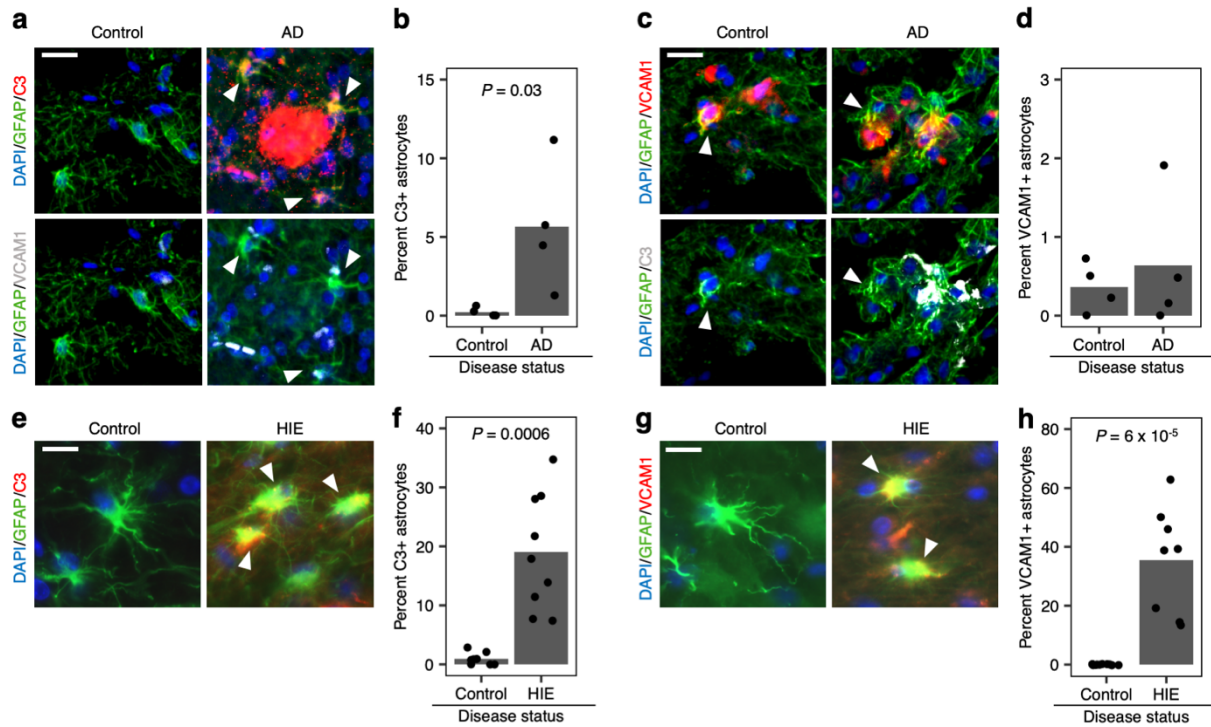 a
Control
AD
DAPI/GFAP/C3
DAPI/GFAP/VCAM1
b
Percent C3+ astrocytes
15
10
5
0
P = 0.03
Control
AD
Disease status
c
Control
AD
DAPI/GFAP/VCAM1
DAPI/GFAP/C3
d
Percent VCAM1+ astrocytes
3
2
1
0
Control
AD
Disease status
e
Control
HIE
DAPI/GFAP/C3
f
Percent C3+ astrocytes
40
30
20
10
0
P = 0.0006
Control
HIE
Disease status
g
Control
HIE
DAPI/GFAP/VCAM1
h
Percent VCAM1+ astrocytes
80
60
40
20
0
P = 6 x 10⁻⁵
Control
HIE
Disease status